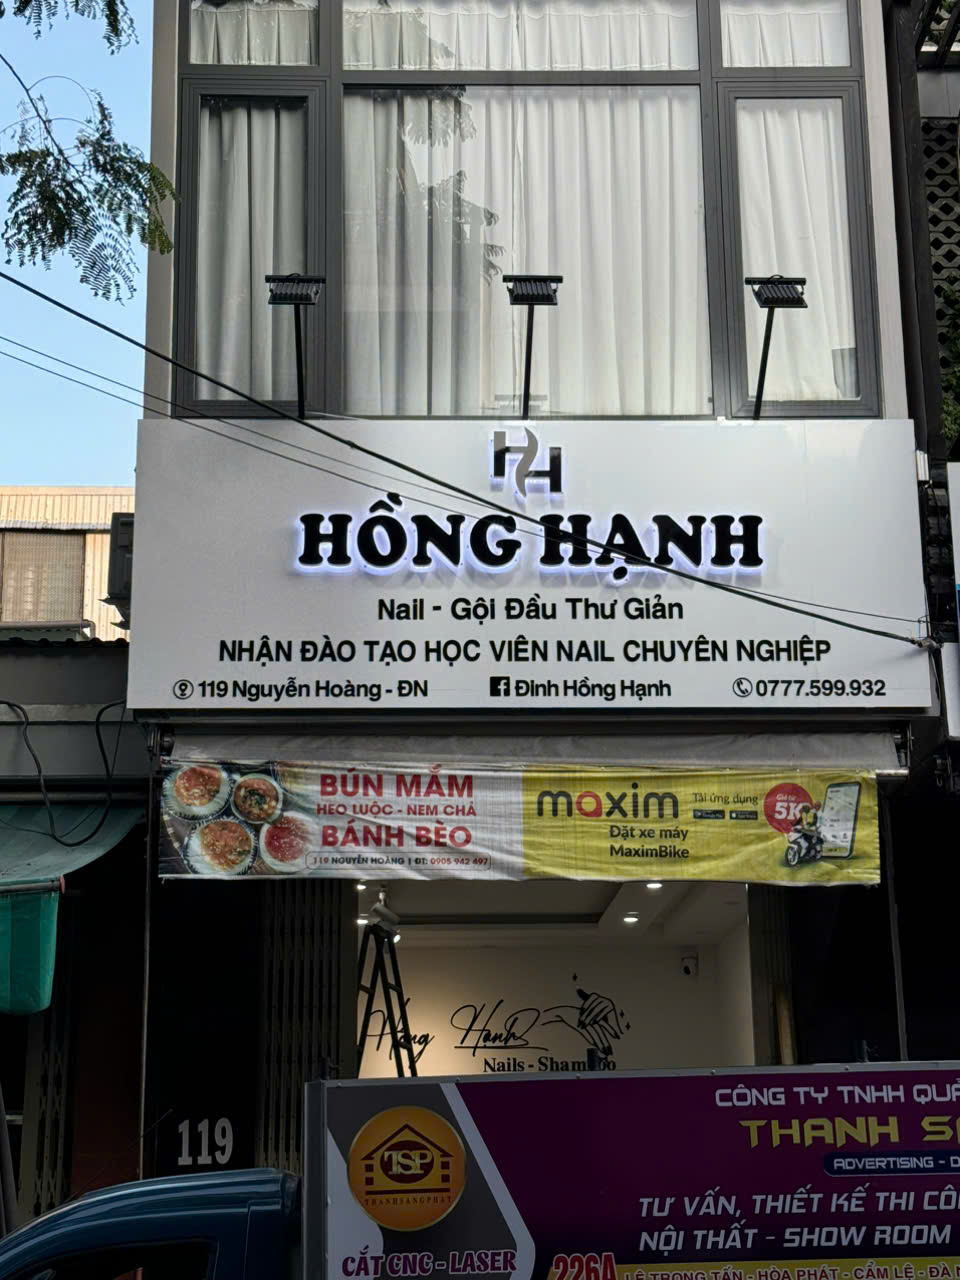 HH
HỒNG HẠNH
Nail - Gội Đầu Thư Giản
NHẬN ĐÀO TẠO HỌC VIÊN NAIL CHUYÊN NGHIỆP
119 Nguyễn Hoàng - ĐN
Đinh Hồng Hạnh
0777.599.932
BÚN MẮM
HEO LUỘC - NEM CHẢ
BÁNH BÈO
119 NGUYỄN HOÀNG | ĐT: 0905 942 497
maxim
Tải ứng dụng
Đặt xe máy
MaximBike
5K
Hồng Hạnh
Nails - Shampoo
119
CÔNG TY TNHH
THANH
ADVERTISING -
TƯ VẤN, THIẾT KẾ THI
NỘI THẤT - SHOW ROOM
TSP
THANHSANGPHAT
CẮT CNC - LASER
226A LÊ TRỌNG TẤN - HÒA PHÁT - CẨM LỆ -